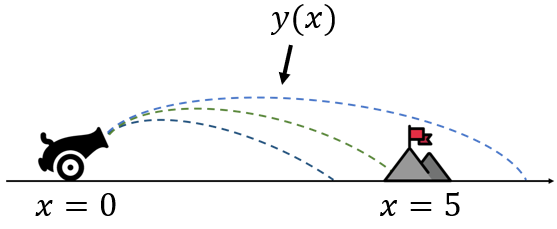 y(x)
x = 0
x = 5